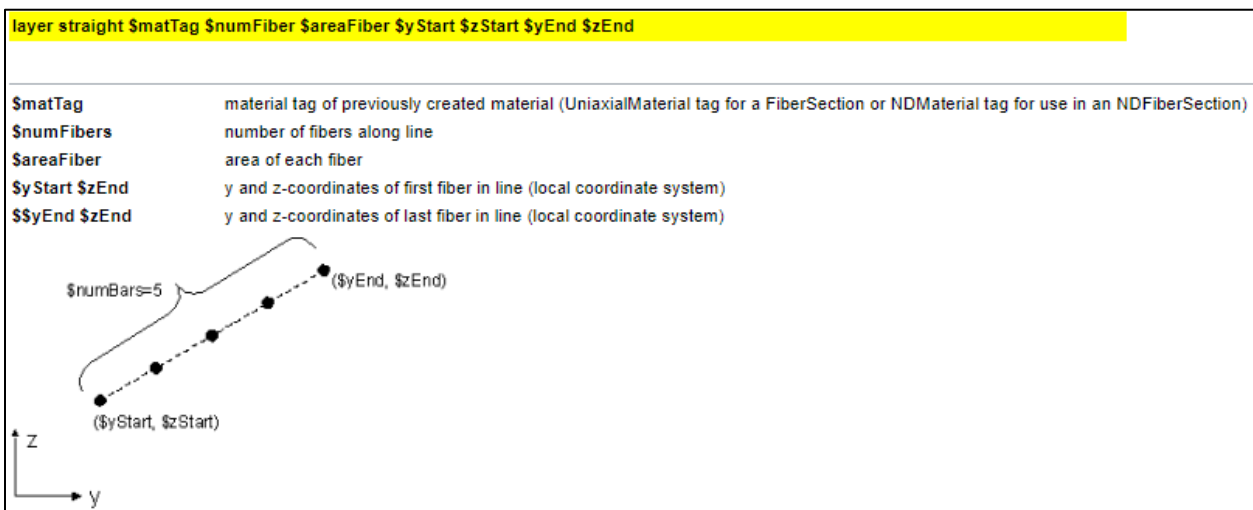 layer straight $matTag $numFiber $areaFiber $yStart $zStart $yEnd $zEnd
$matTag material tag of previously created material (UniaxialMaterial tag for a FiberSection or NDMaterial tag for use in an NDFiberSection)
$numFibers number of fibers along line
$areaFiber area of each fiber
$yStart $zEnd y and z-coordinates of first fiber in line (local coordinate system)
$$yEnd $zEnd y and z-coordinates of last fiber in line (local coordinate system)
$numBars=5
($yEnd, $zEnd)
($yStart, $zStart)
z
y